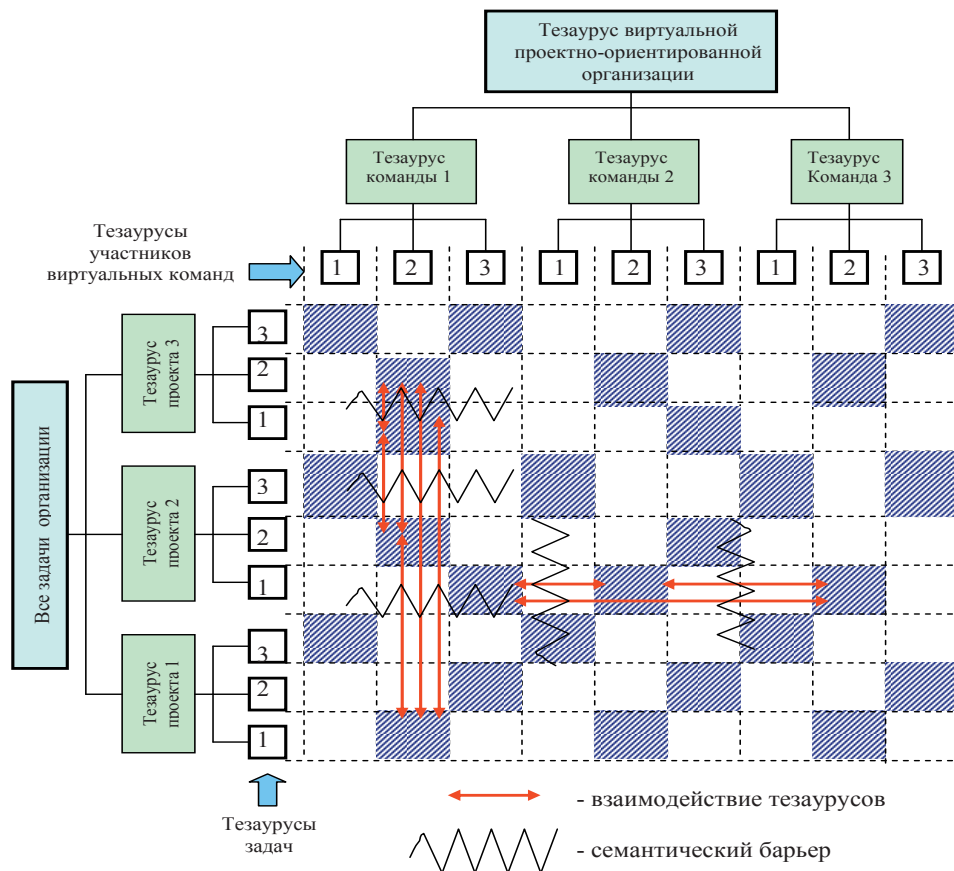 Тезаурус виртуальной
проектно-ориентированной
организации
Тезаурус
команды 1
Тезаурус
команды 2
Тезаурус
Команда 3
Тезаурусы
участников
виртуальных команд
1
2
3
1
2
3
1
2
3
Все задачи организации
Тезаурус
проекта 3
3
2
1
Тезаурус
проекта 2
3
2
1
Тезаурус
проекта 1
3
2
1
Тезаурусы
задач
- взаимодействие тезаурусов
- семантический барьер